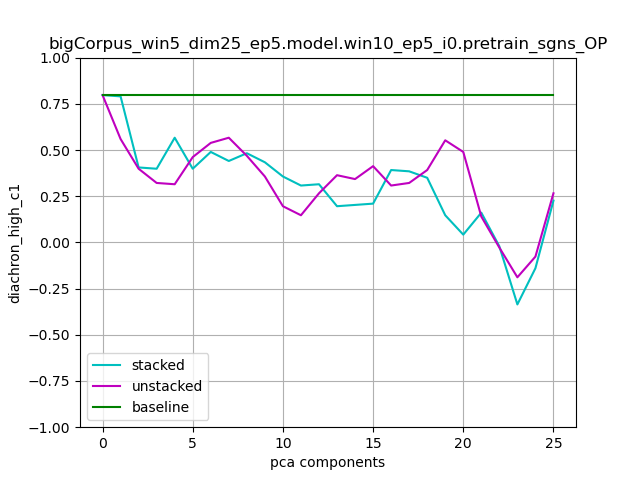 bigCorpus_win5_dim25_ep5.model.win10_ep5_i0.pretrain_sgns_OP
1.00
0.75
0.50
0.25
0.00
−0.25
−0.50
−0.75
−1.00
diachron_high_c1
stacked
unstacked
baseline
0 5 10 15 20 25
pca components